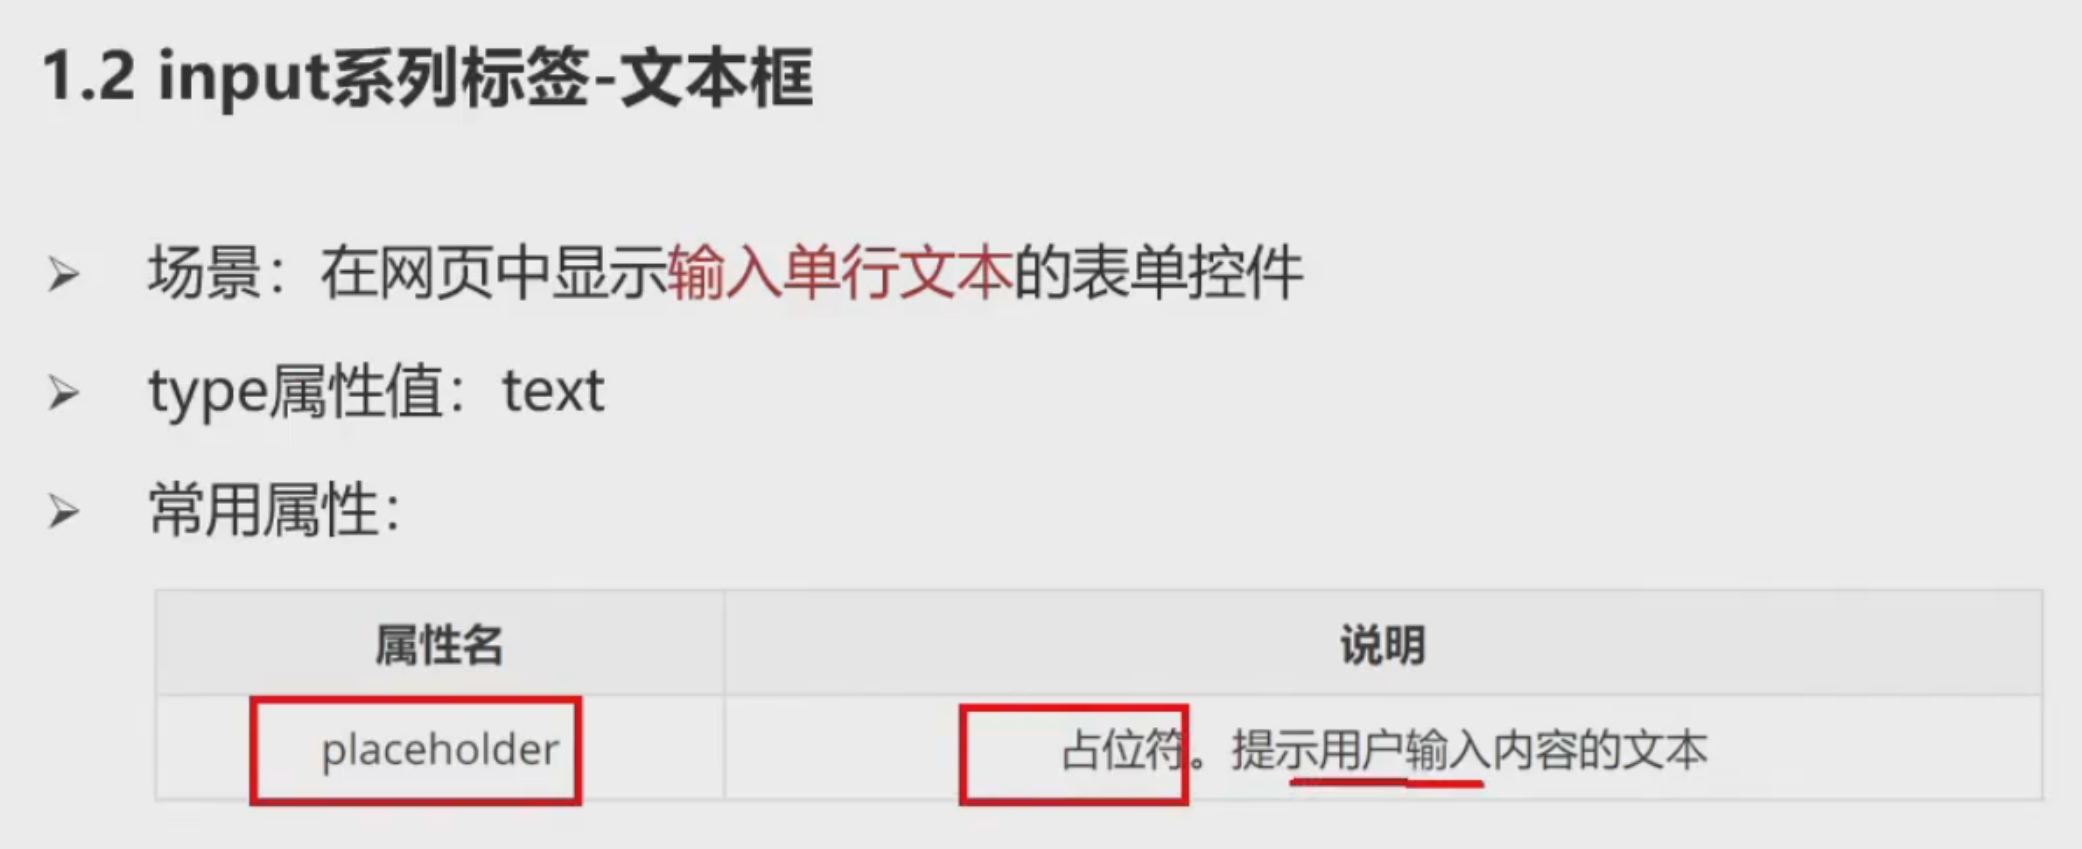 1.2 input系列标签-文本框
场景：在网页中显示输入单行文本的表单控件
type属性值：text
常用属性：
属性名 说明
placeholder 占位符。提示用户输入内容的文本